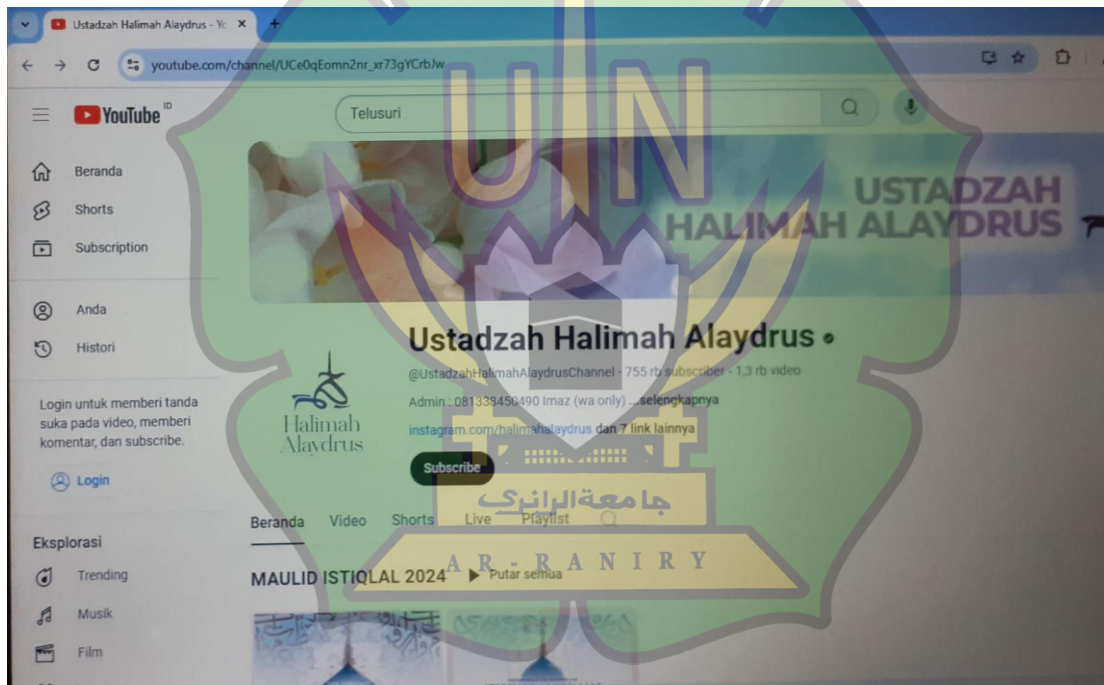 Ustadzah Halimah Alaydrus - Yc
youtube.com/channel/UCe0qEomn2nr_xr73gYCrbJw
YouTube ID
Telusuri
Beranda
Shorts
Subscription
Anda
Histori
Login untuk memberi tanda
suka pada video, memberi
komentar, dan subscribe.
Login
Eksplorasi
Trending
Musik
Film
USTADZAH
HALIMAH ALAYDRUS
Halimah
Alaydrus
Ustadzah Halimah Alaydrus
@UstadzahHalimahAlaydrusChannel · 755 rb subscriber · 1,3 rb video
Admin : 081338450490 Imaz (wa only) ...selengkapnya
instagram.com/halimahalaydrus dan 7 link lainnya
Subscribe
Beranda Video Shorts Live Playlist
MAULID ISTIQLAL 2024 Putar semua
UIN
جامعةالرانري
AR-RANIRY